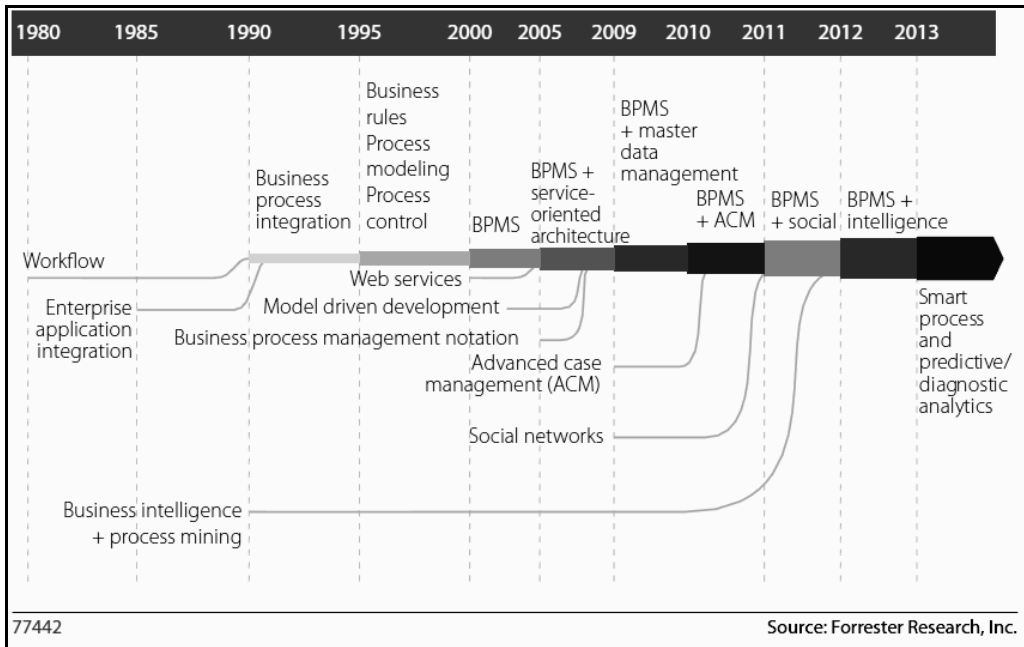 1980 1985 1990 1995 2000 2005 2009 2010 2011 2012 2013
Business
rules
Process
modeling
Process
control
Business
process
integration
BPMS
BPMS +
service-
oriented
architecture
BPMS
+ master
data
management
BPMS
+ ACM
BPMS
+ social
BPMS +
intelligence
Workflow
Enterprise
application
integration
Web services
Model driven development
Business process management notation
Advanced case
management (ACM)
Social networks
Business intelligence
+ process mining
Smart
process
and
predictive/
diagnostic
analytics
77442
Source: Forrester Research, Inc.